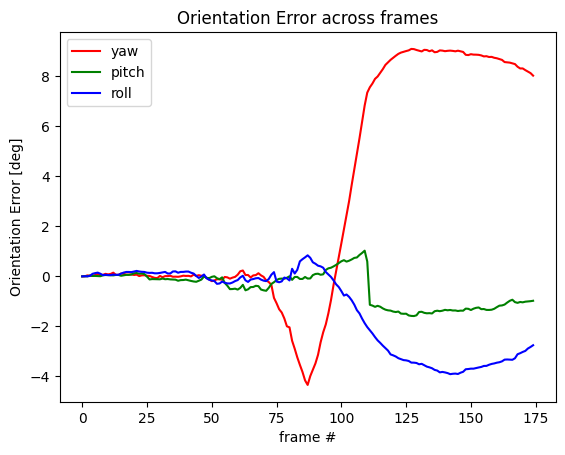 Orientation Error across frames
yaw
pitch
roll
Orientation Error [deg]
8
6
4
2
0
−2
−4
0 25 50 75 100 125 150 175
frame #